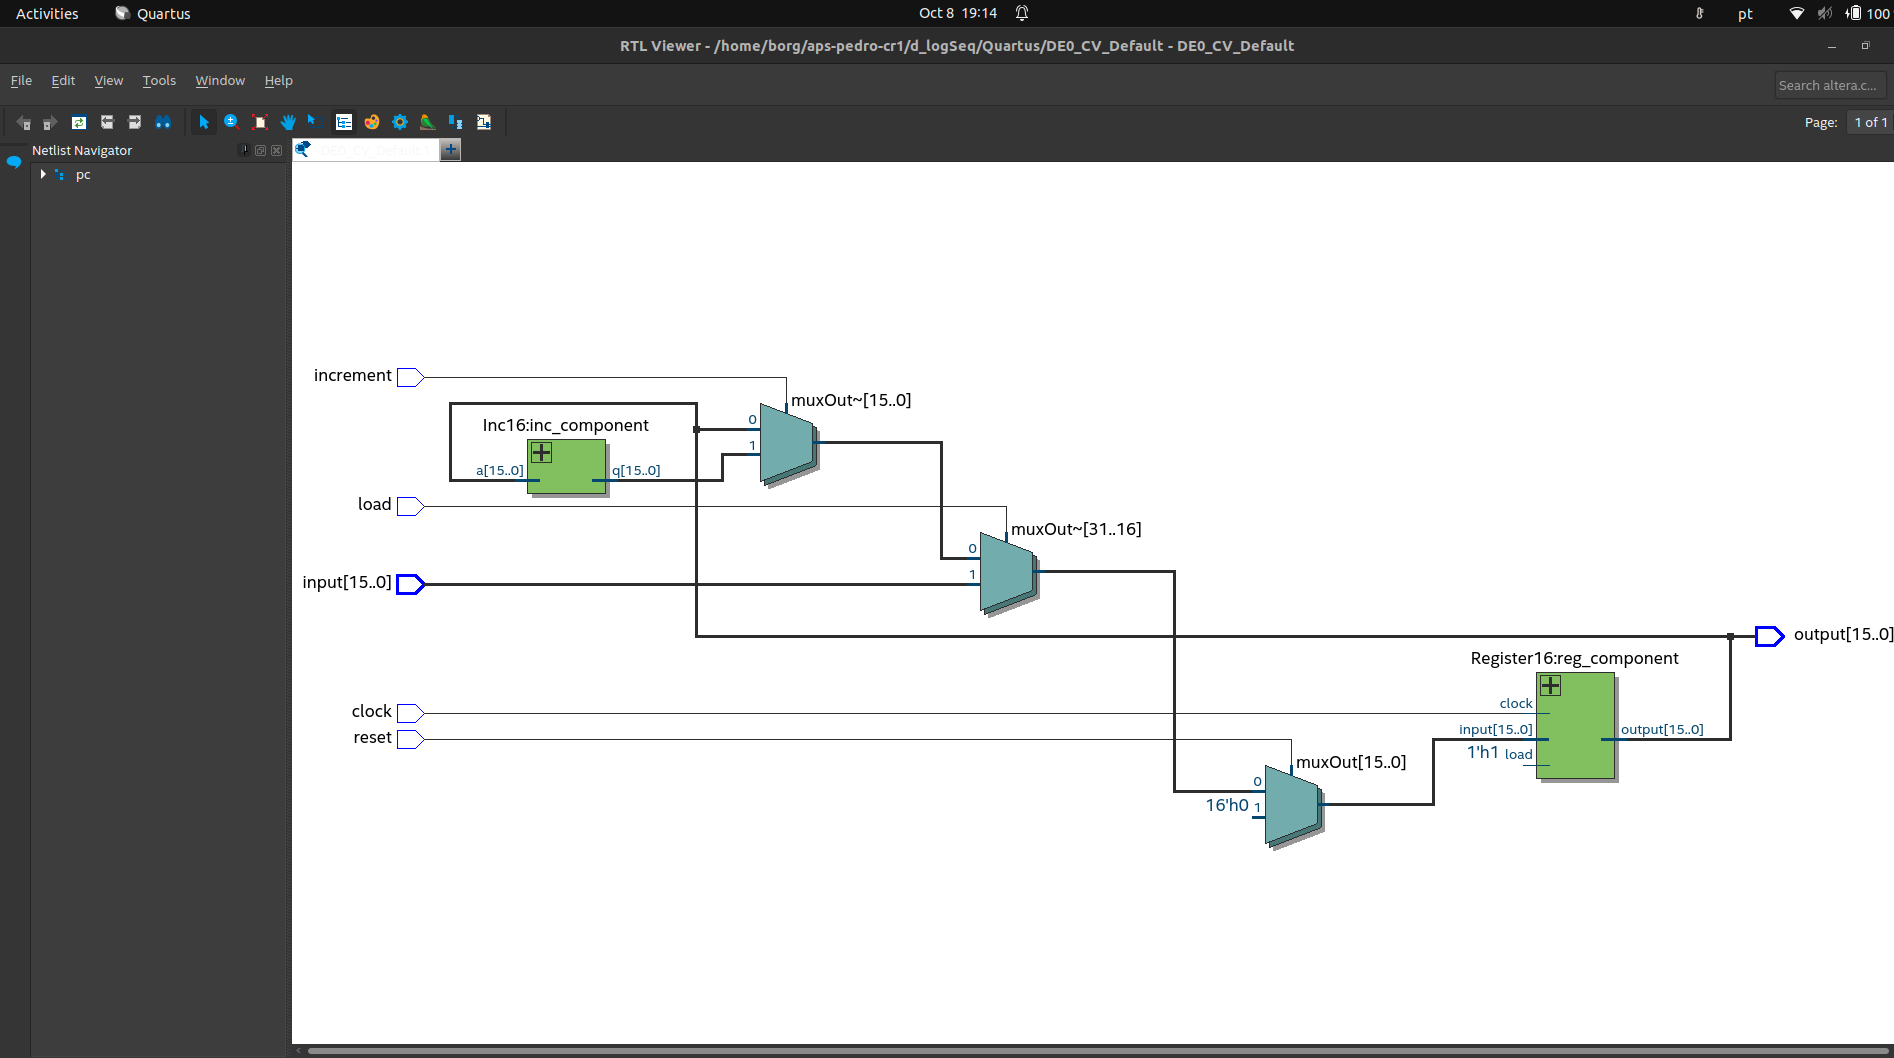 Activities Quartus Oct 8 19:14 pt 100
RTL Viewer - /home/borg/aps-pedro-cr1/d_logSeq/Quartus/DE0_CV_Default - DE0_CV_Default
File Edit View Tools Window Help
Search altera.c...
Page: 1 of 1
Netlist Navigator
pc
increment
muxOut~[15..0]
0
Inc16:inc_component
1
a[15..0] q[15..0]
load
muxOut~[31..16]
0
1
input[15..0]
output[15..0]
Register16:reg_component
clock
clock
input[15..0] output[15..0]
reset
1'h1 load
muxOut[15..0]
0
16'h0 1